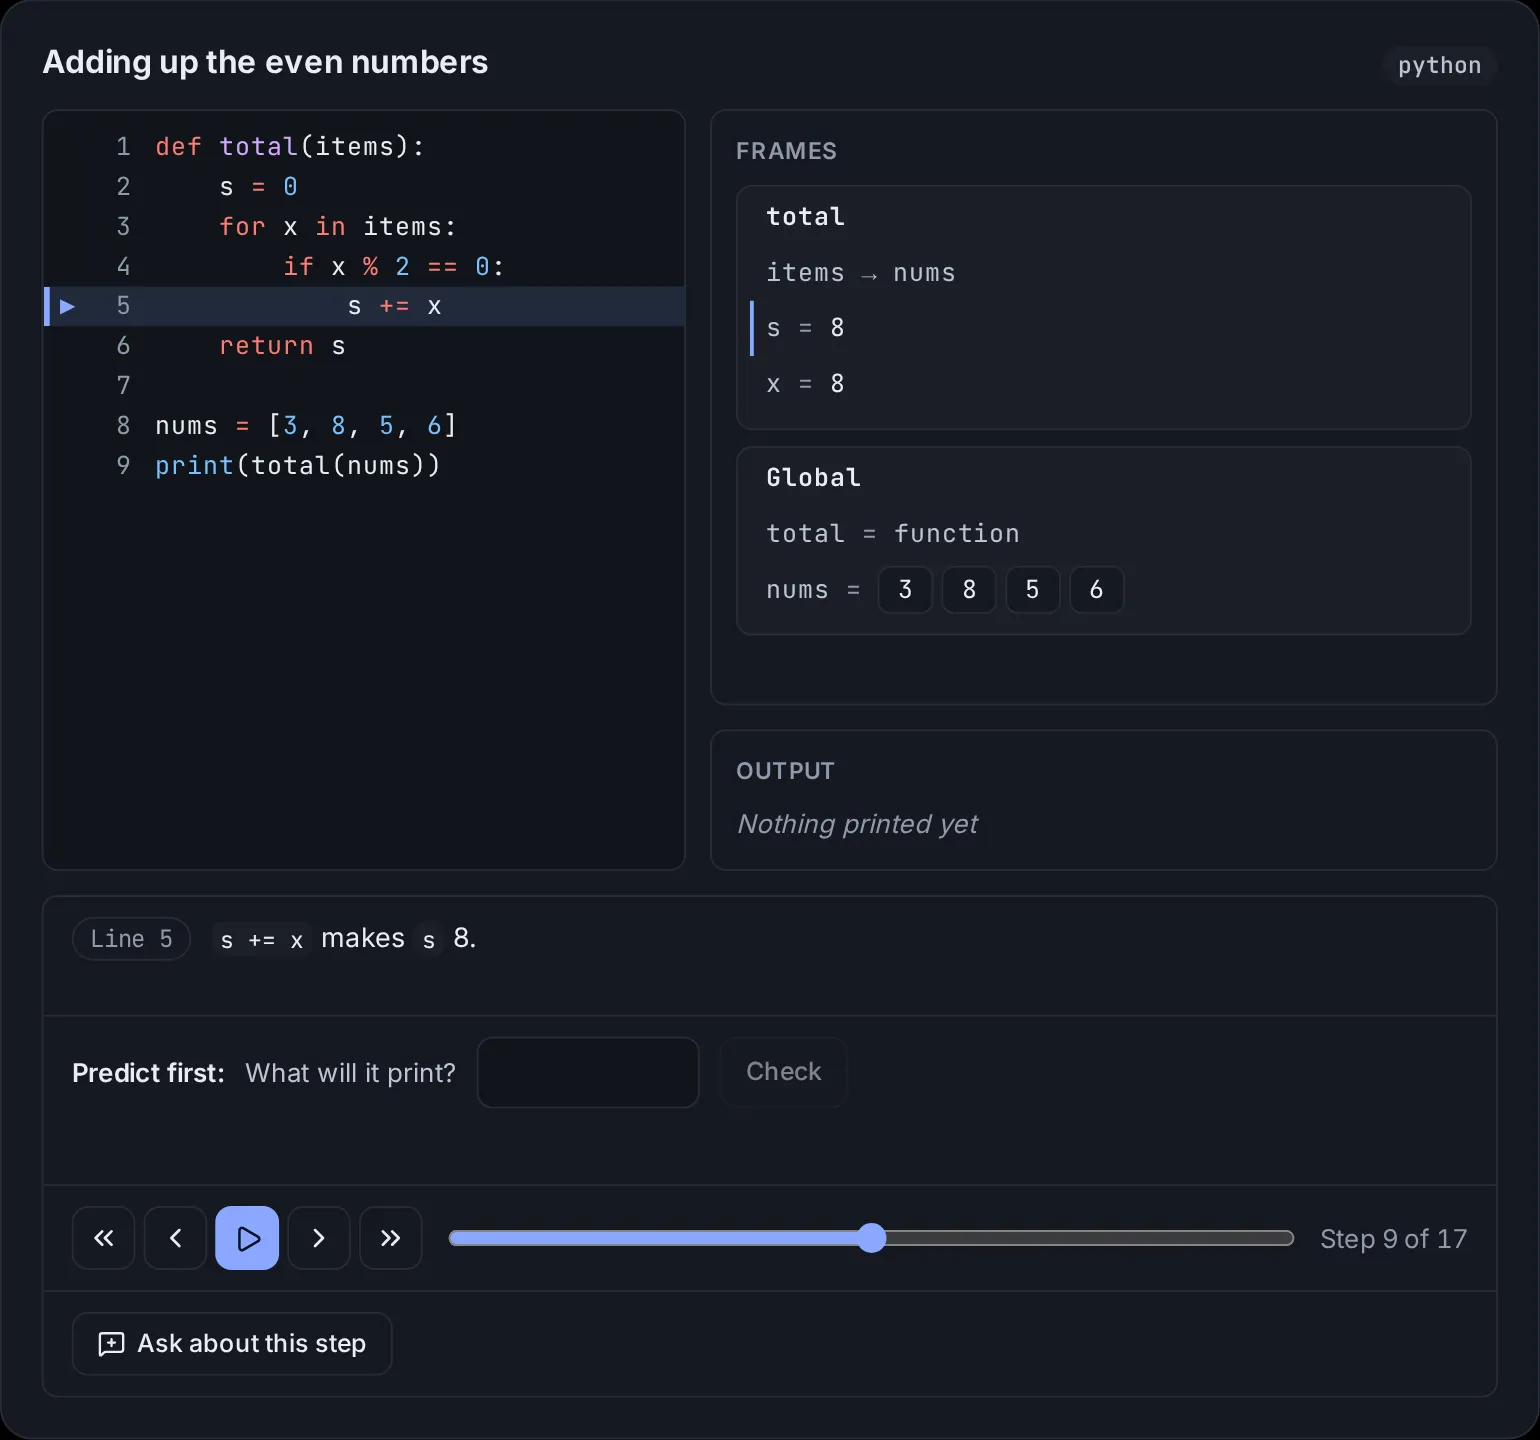 Adding up the even numbers
python
1 def total(items):
2     s = 0
3     for x in items:
4         if x % 2 == 0:
▶ 5             s += x
6     return s
7
8 nums = [3, 8, 5, 6]
9 print(total(nums))
FRAMES
total
items → nums
s = 8
x = 8
Global
total = function
nums = 3 8 5 6
OUTPUT
Nothing printed yet
Line 5 s += x makes s 8.
Predict first: What will it print? Check
Step 9 of 17
Ask about this step